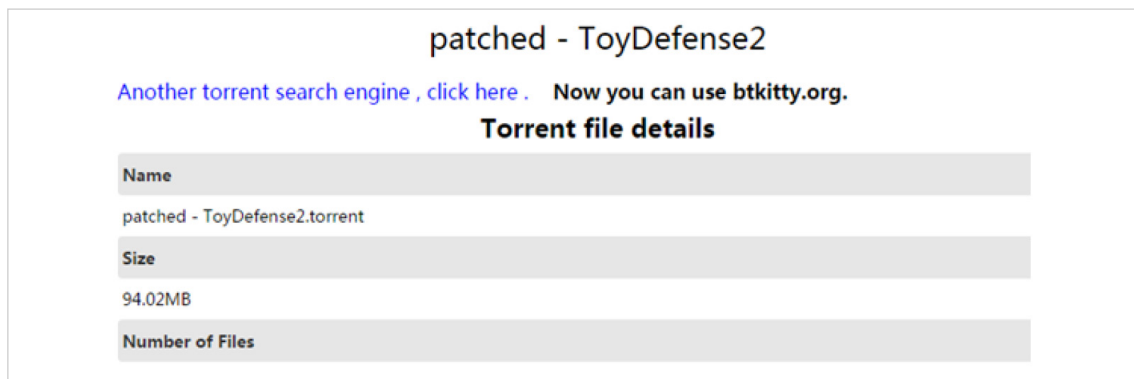 patched - ToyDefense2
Another torrent search engine , click here . Now you can use btkitty.org.
Torrent file details
Name
patched - ToyDefense2.torrent
Size
94.02MB
Number of Files